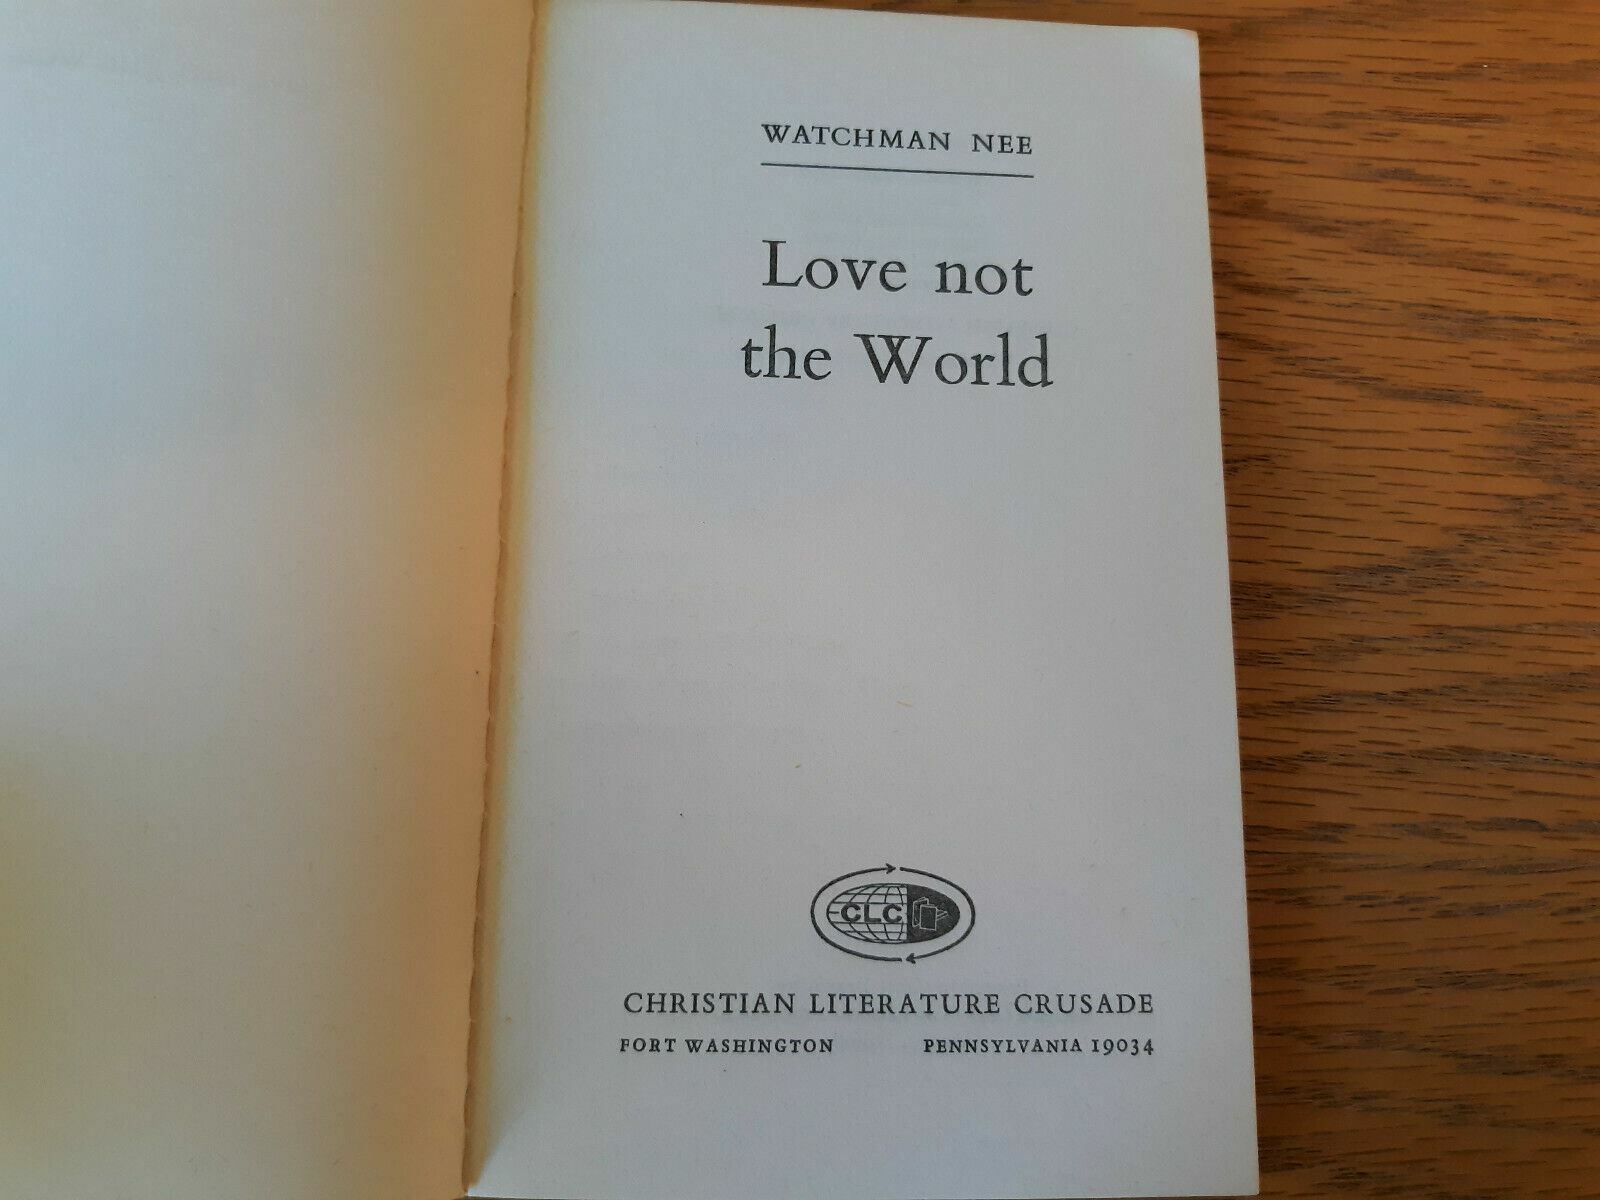 WATCHMAN NEE
Love not
the World
CLC
CHRISTIAN LITERATURE CRUSADE
FORT WASHINGTON PENNSYLVANIA 19034